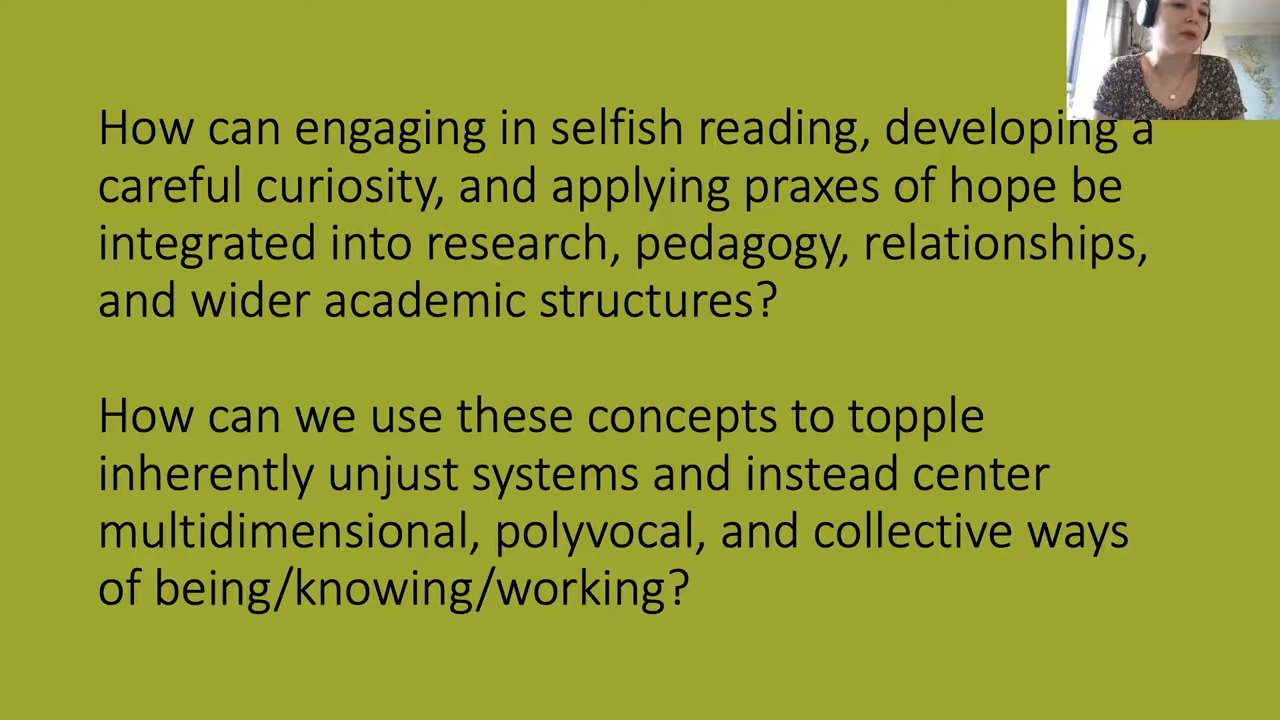 How can engaging in selfish reading, developing a
careful curiosity, and applying praxes of hope be
integrated into research, pedagogy, relationships,
and wider academic structures?
How can we use these concepts to topple
inherently unjust systems and instead center
multidimensional, polyvocal, and collective ways
of being/knowing/working?